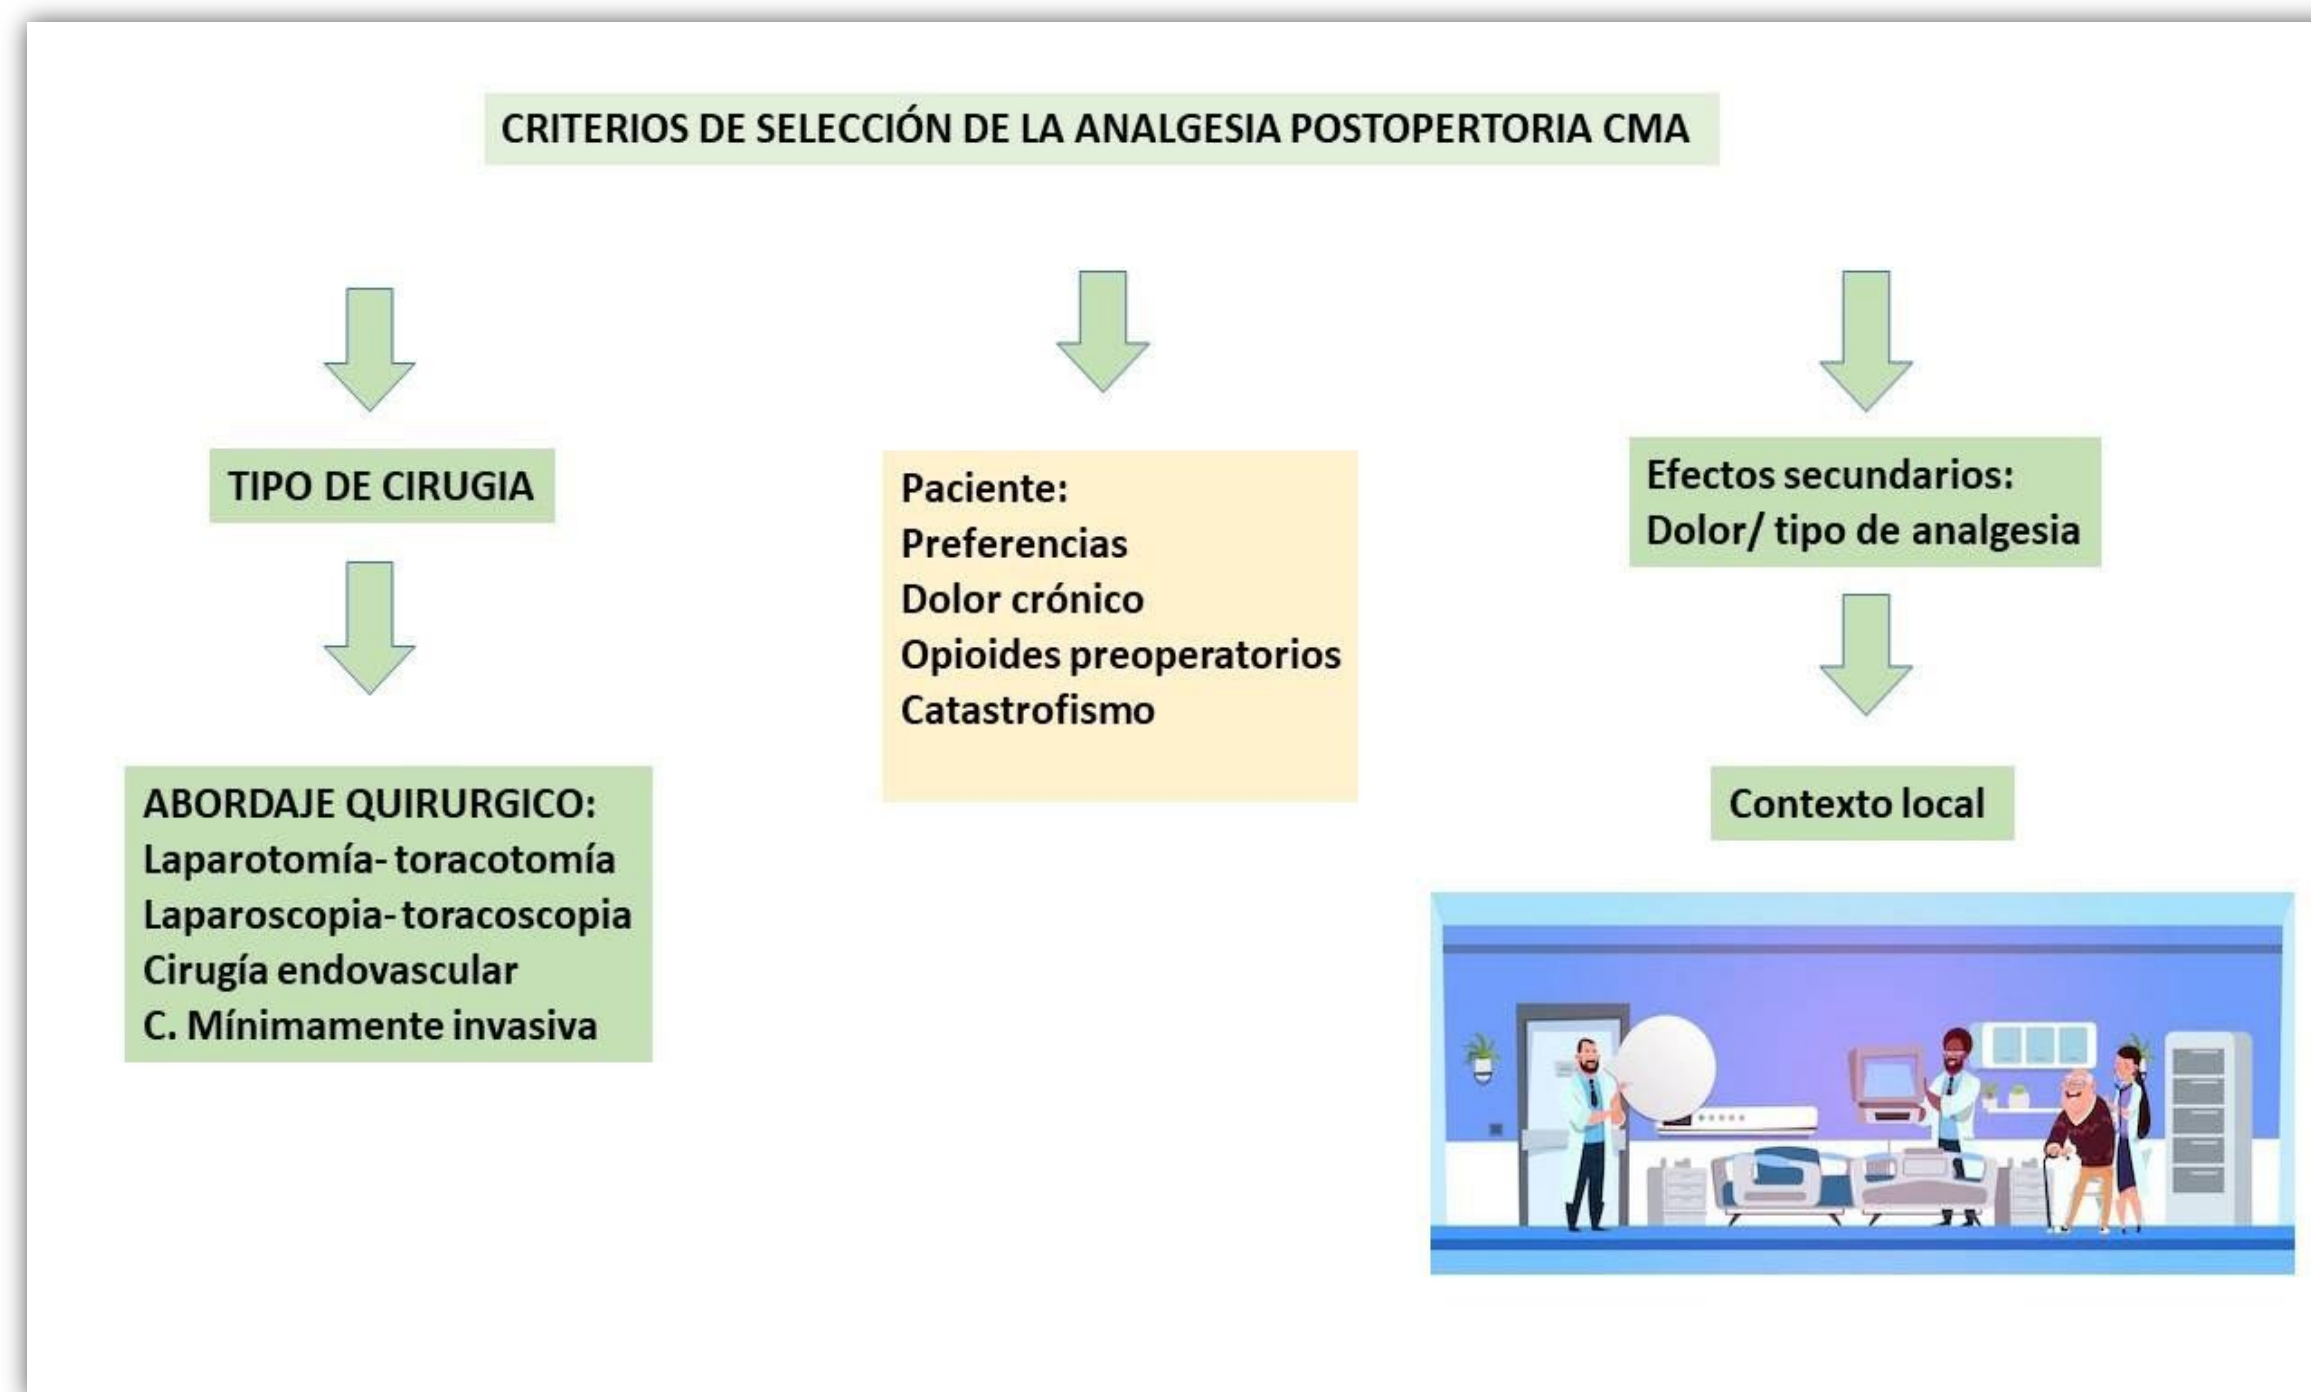 CRITERIOS DE SELECCIÓN DE LA ANALGESIA POSTOPERTORIA CMA
TIPO DE CIRUGIA
ABORDAJE QUIRURGICO:
Laparotomía- toracotomía
Laparoscopia- toracoscopia
Cirugía endovascular
C. Mínimamente invasiva
Paciente:
Preferencias
Dolor crónico
Opioides preoperatorios
Catastrofismo
Efectos secundarios:
Dolor/ tipo de analgesia
Contexto local